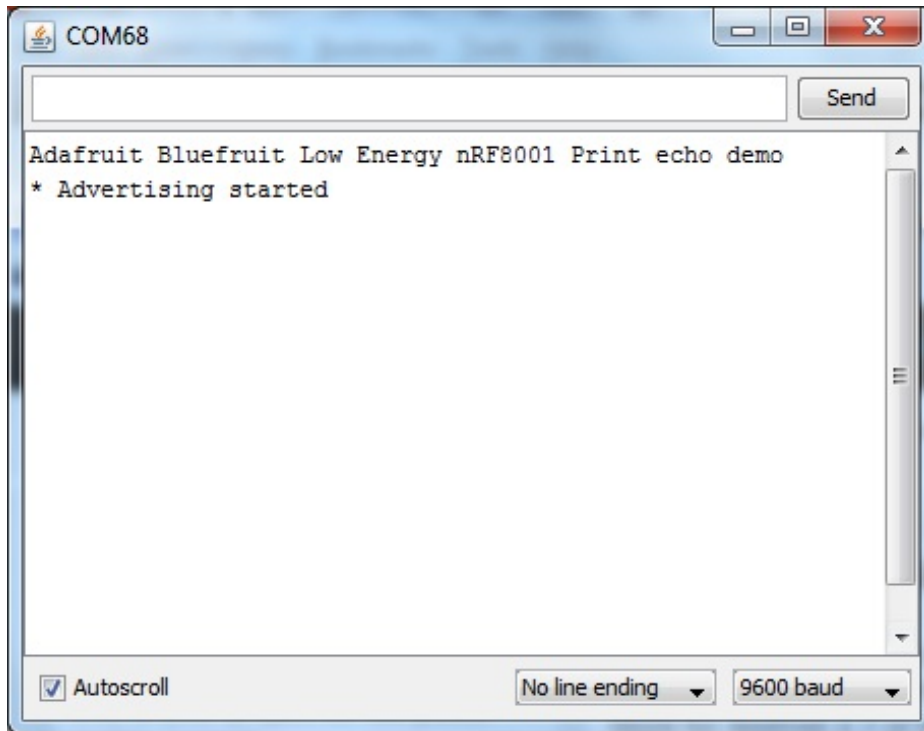 COM68
Send
Adafruit Bluefruit Low Energy nRF8001 Print echo demo
* Advertising started
Autoscroll
No line ending
9600 baud